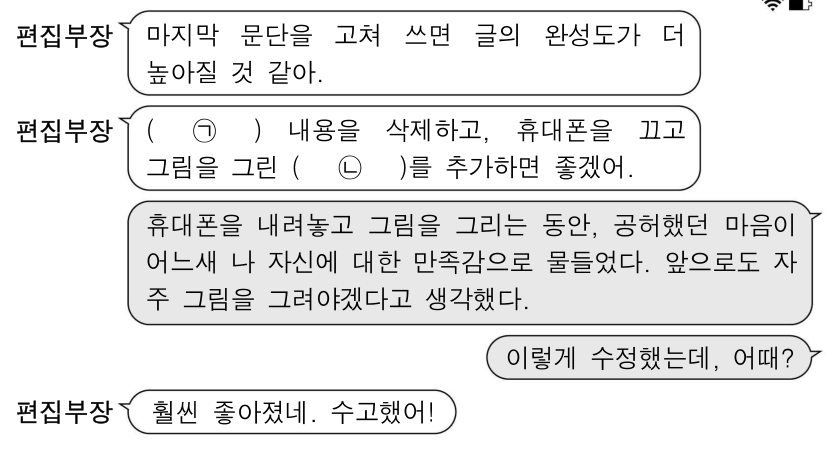 편집부장 마지막 문단을 고쳐 쓰면 글의 완성도가 더
높아질 것 같아.
편집부장 ( ㉠ ) 내용을 삭제하고, 휴대폰을 끄고
그림을 그린 ( ㉡ )를 추가하면 좋겠어.
휴대폰을 내려놓고 그림을 그리는 동안, 공허했던 마음이
어느새 나 자신에 대한 만족감으로 물들었다. 앞으로도 자
주 그림을 그려야겠다고 생각했다.
이렇게 수정했는데, 어때?
편집부장 훨씬 좋아졌네. 수고했어!